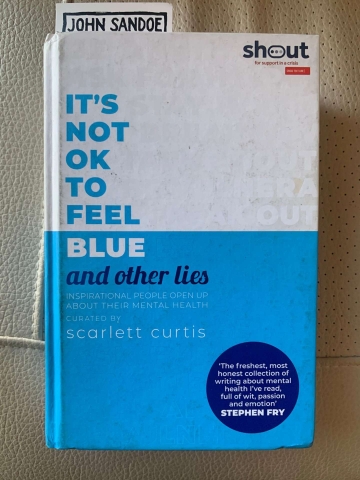 JOHN SANDOE
shout
for support in a crisis
IT'S
NOT
OK
TO
FEEL
BLUE
and other lies
INSPIRATIONAL PEOPLE OPEN UP
ABOUT THEIR MENTAL HEALTH
CURATED BY
scarlett curtis
'The freshest, most
honest collection of
writing about mental
health I've read,
full of wit, passion
and emotion'
STEPHEN FRY